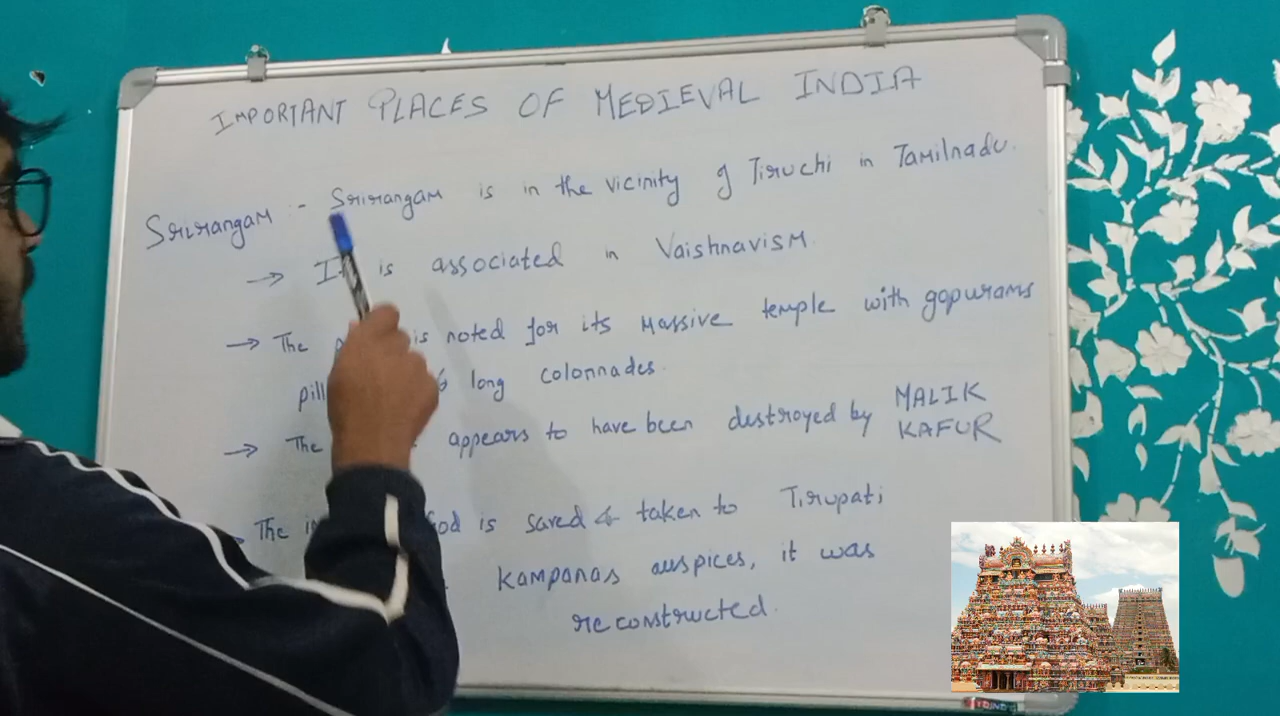 IMPORTANT PLACES OF MEDIEVAL INDIA
Srirangam :- Srirangam is in the vicinity of Tiruchi in Tamilnadu.
→ It is associated in Vaishnavism.
→ The is noted for its massive temple with gopurams
pill & long colonnades.
→ The appears to have been destroyed by MALIK KAFUR
The God is saved & taken to Tirupati
Kampanas auspices, it was
reconstructed.